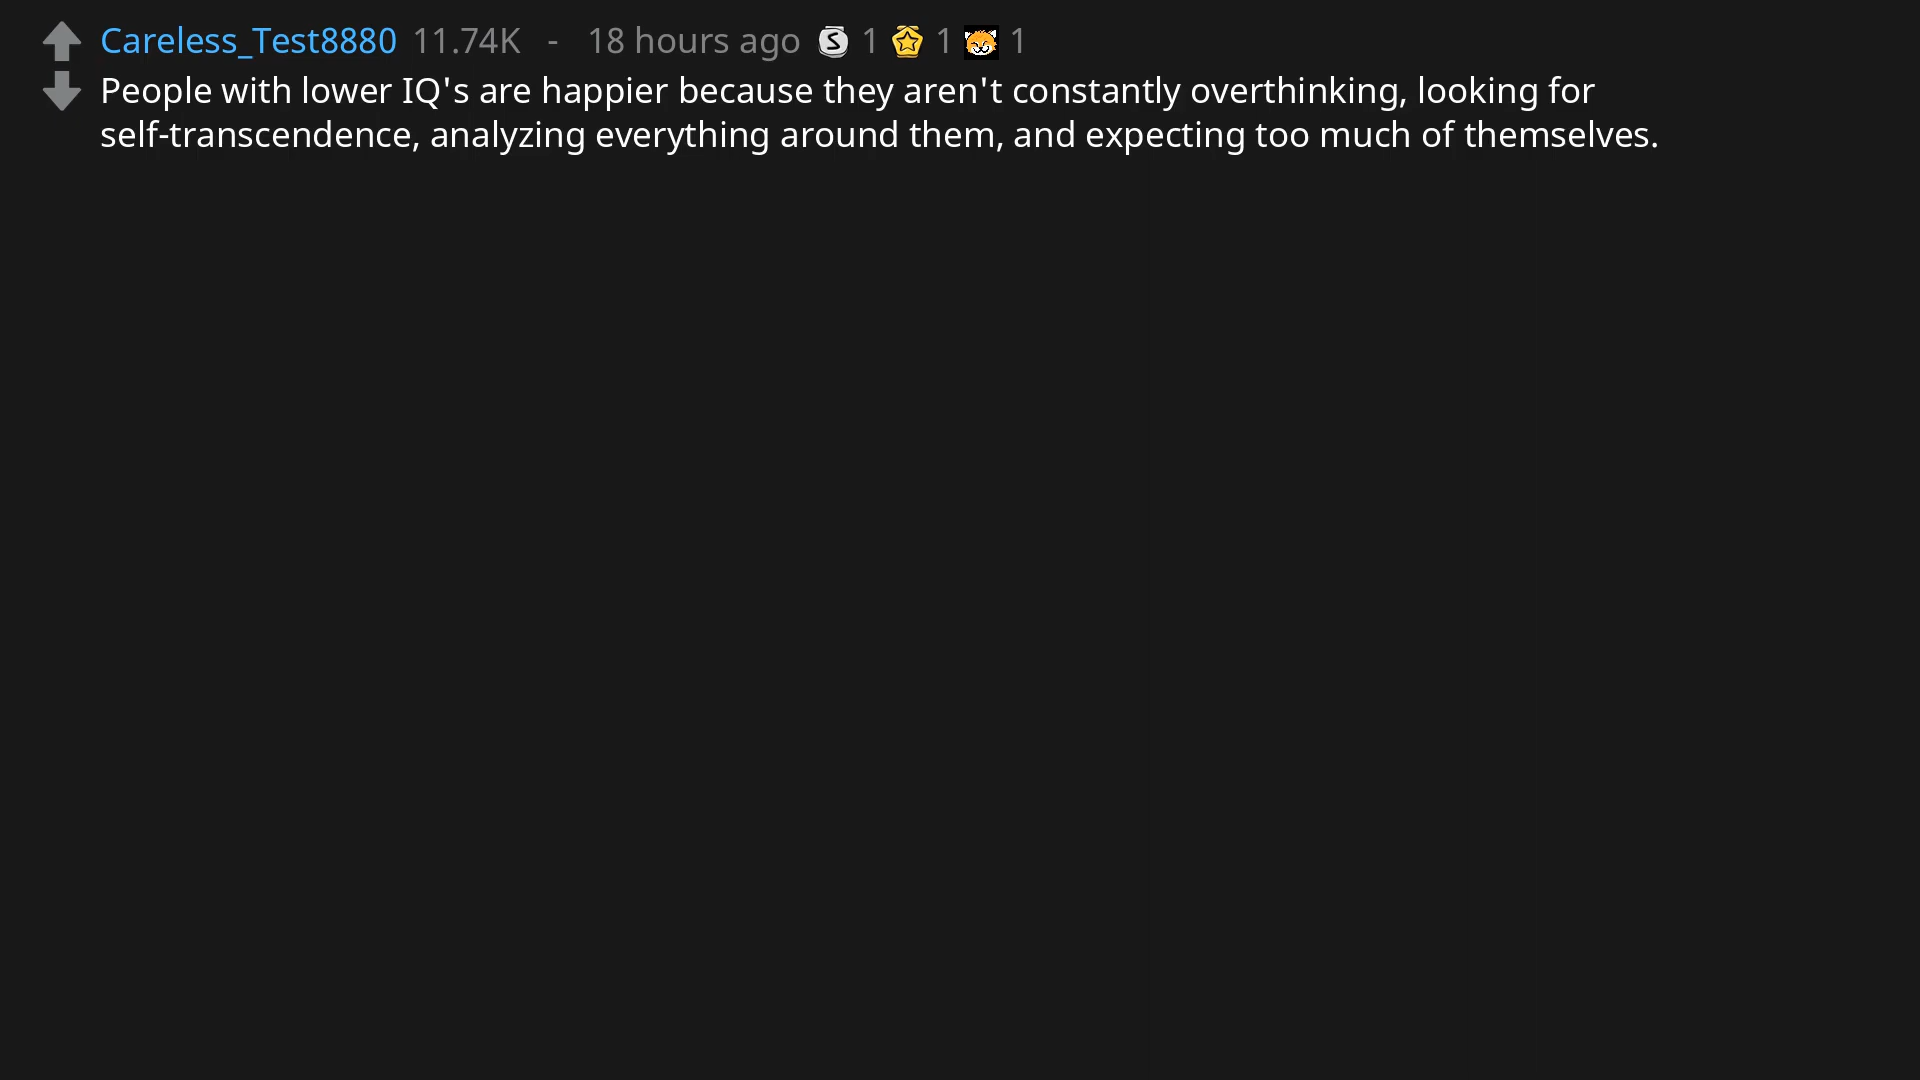 Careless_Test8880 11.74K - 18 hours ago S 1 1 1
People with lower IQ's are happier because they aren't constantly overthinking, looking for
self-transcendence, analyzing everything around them, and expecting too much of themselves.